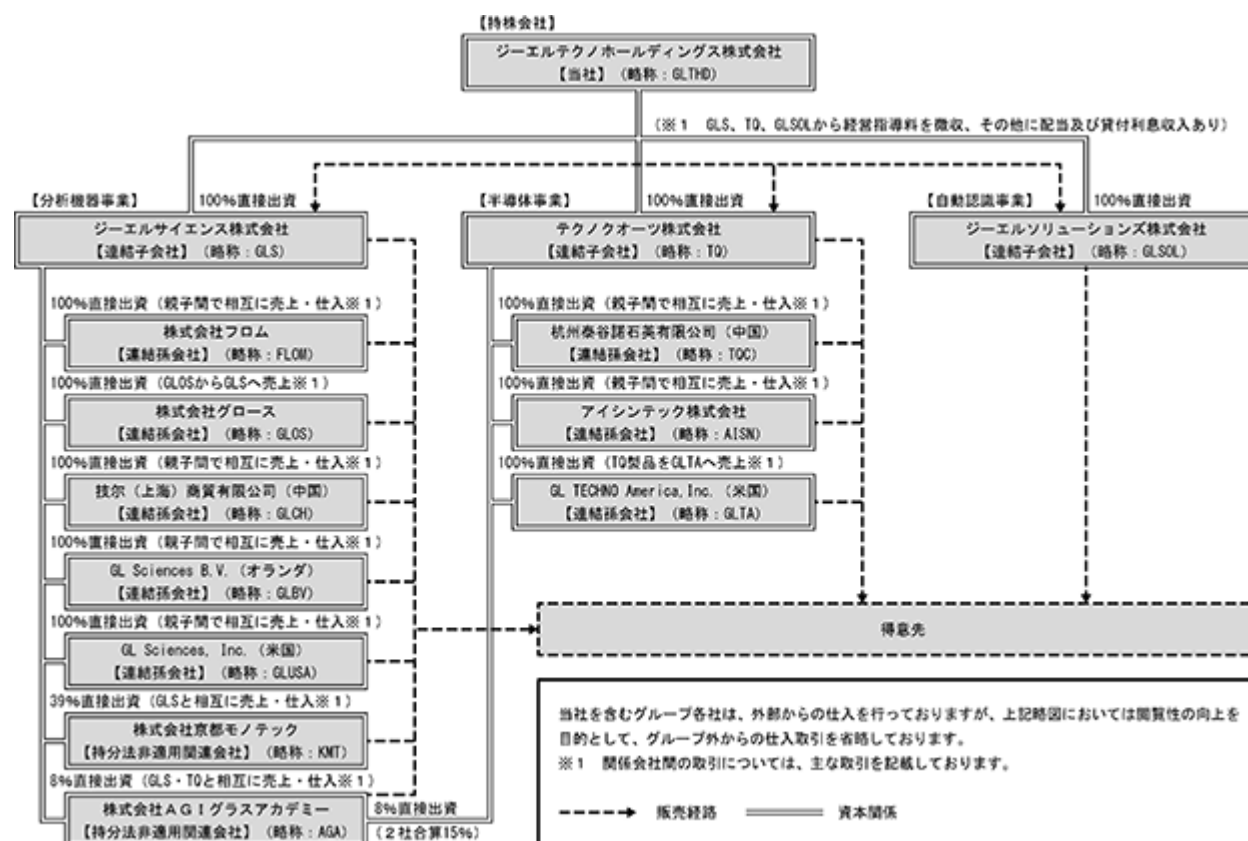 【持株会社】
ジーエルテクノホールディングス株式会社
【当社】（略称：GLTHD）
（※１　GLS、TQ、GLSOLから経営指導料を徴収、その他に配当及び貸付利息収入あり）
【分析機器事業】
100%直接出資
ジーエルサイエンス株式会社
【連結子会社】（略称：GLS）
100%直接出資（親子間で相互に売上・仕入※１）
株式会社フロム
【連結孫会社】（略称：FLOM）
100%直接出資（GLOSからGLSへ売上※１）
株式会社グロース
【連結孫会社】（略称：GLOS）
100%直接出資（親子間で相互に売上・仕入※１）
技尔（上海）商貿有限公司（中国）
【連結孫会社】（略称：GLCH）
100%直接出資（親子間で相互に売上・仕入※１）
GL Sciences B.V.（オランダ）
【連結孫会社】（略称：GLBV）
100%直接出資（親子間で相互に売上・仕入※１）
GL Sciences, Inc.（米国）
【連結孫会社】（略称：GLUSA）
39%直接出資（GLSと相互に売上・仕入※１）
株式会社京都モノテック
【持分法非適用関連会社】（略称：KMT）
8%直接出資（GLS・TQと相互に売上・仕入※１）
株式会社ＡＧＩグラスアカデミー
【持分法非適用関連会社】（略称：AGA）
8%直接出資
（２社合算15%）
【半導体事業】
100%直接出資
テクノクオーツ株式会社
【連結子会社】（略称：TQ）
100%直接出資（親子間で相互に売上・仕入※１）
杭州泰谷諾石英有限公司（中国）
【連結孫会社】（略称：TQC）
100%直接出資（親子間で相互に売上・仕入※１）
アイシンテック株式会社
【連結孫会社】（略称：AISN）
100%直接出資（TQ製品をGLTAへ売上※１）
GL TECHNO America,Inc.（米国）
【連結孫会社】（略称：GLTA）
【自動認識事業】
100%直接出資
ジーエルソリューションズ株式会社
【連結子会社】（略称：GLSOL）
得意先
当社を含むグループ各社は、外部からの仕入を行っておりますが、上記略図においては閲覧性の向上を
目的として、グループ外からの仕入取引を省略しております。
※１　関係会社間の取引については、主な取引を記載しております。
販売経路
資本関係